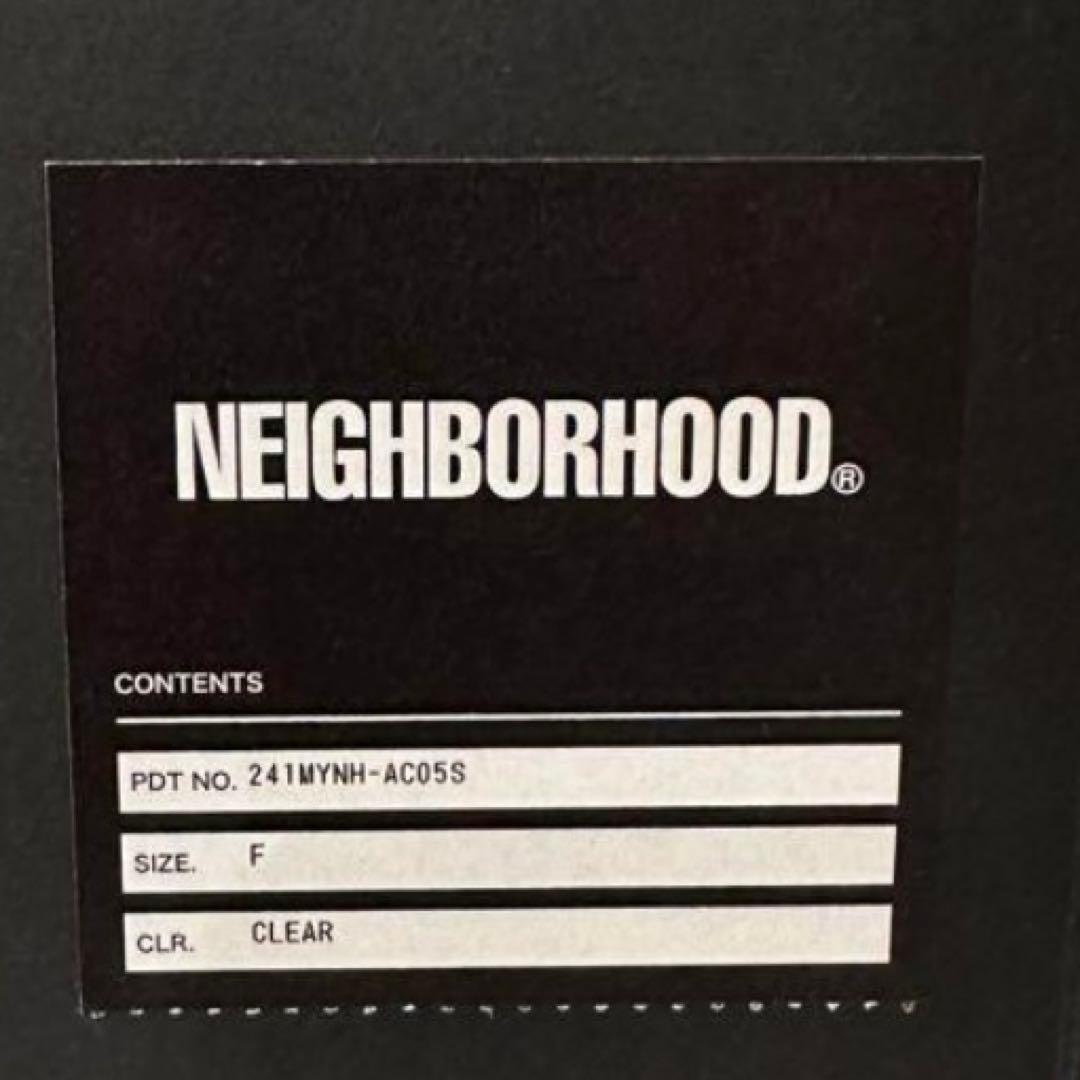 NEIGHBORHOOD®
CONTENTS
PDT NO. 241MYNH-AC05S
SIZE. F
CLR. CLEAR